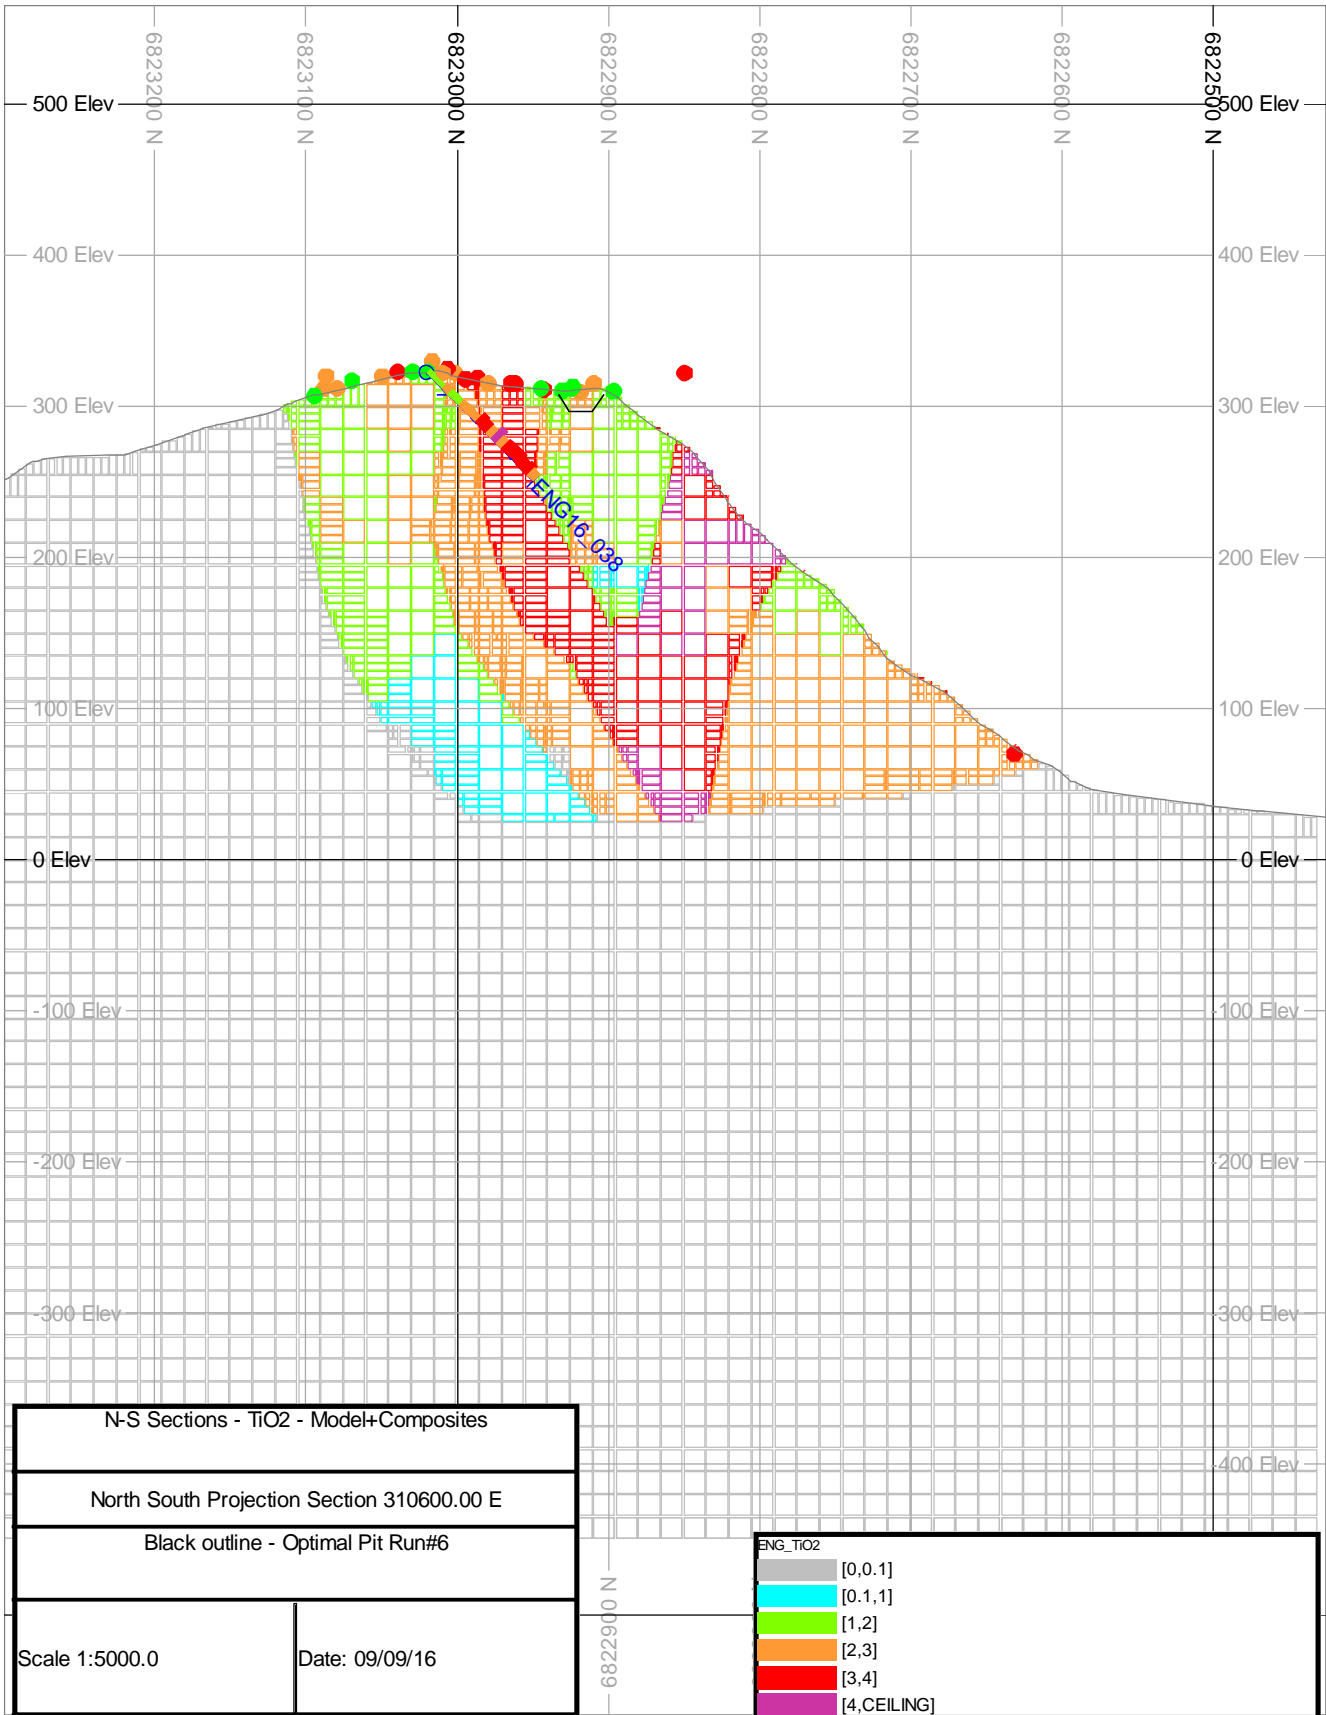 6823200 N
6823100 N
6823000 N
6822900 N
6822800 N
6822700 N
6822600 N
6822500 N
500 Elev
500 Elev
400 Elev
400 Elev
300 Elev
300 Elev
ENG16_038
200 Elev
200 Elev
100 Elev
100 Elev
0 Elev
0 Elev
-100 Elev
-100 Elev
-200 Elev
-200 Elev
-300 Elev
-300 Elev
-400 Elev
N-S Sections - TiO2 - Model+Composites
North South Projection Section 310600.00 E
Black outline - Optimal Pit Run#6
Scale 1:5000.0
Date: 09/09/16
6822900 N
ENG_TiO2
[0,0.1]
[0.1,1]
[1,2]
[2,3]
[3,4]
[4,CEILING]